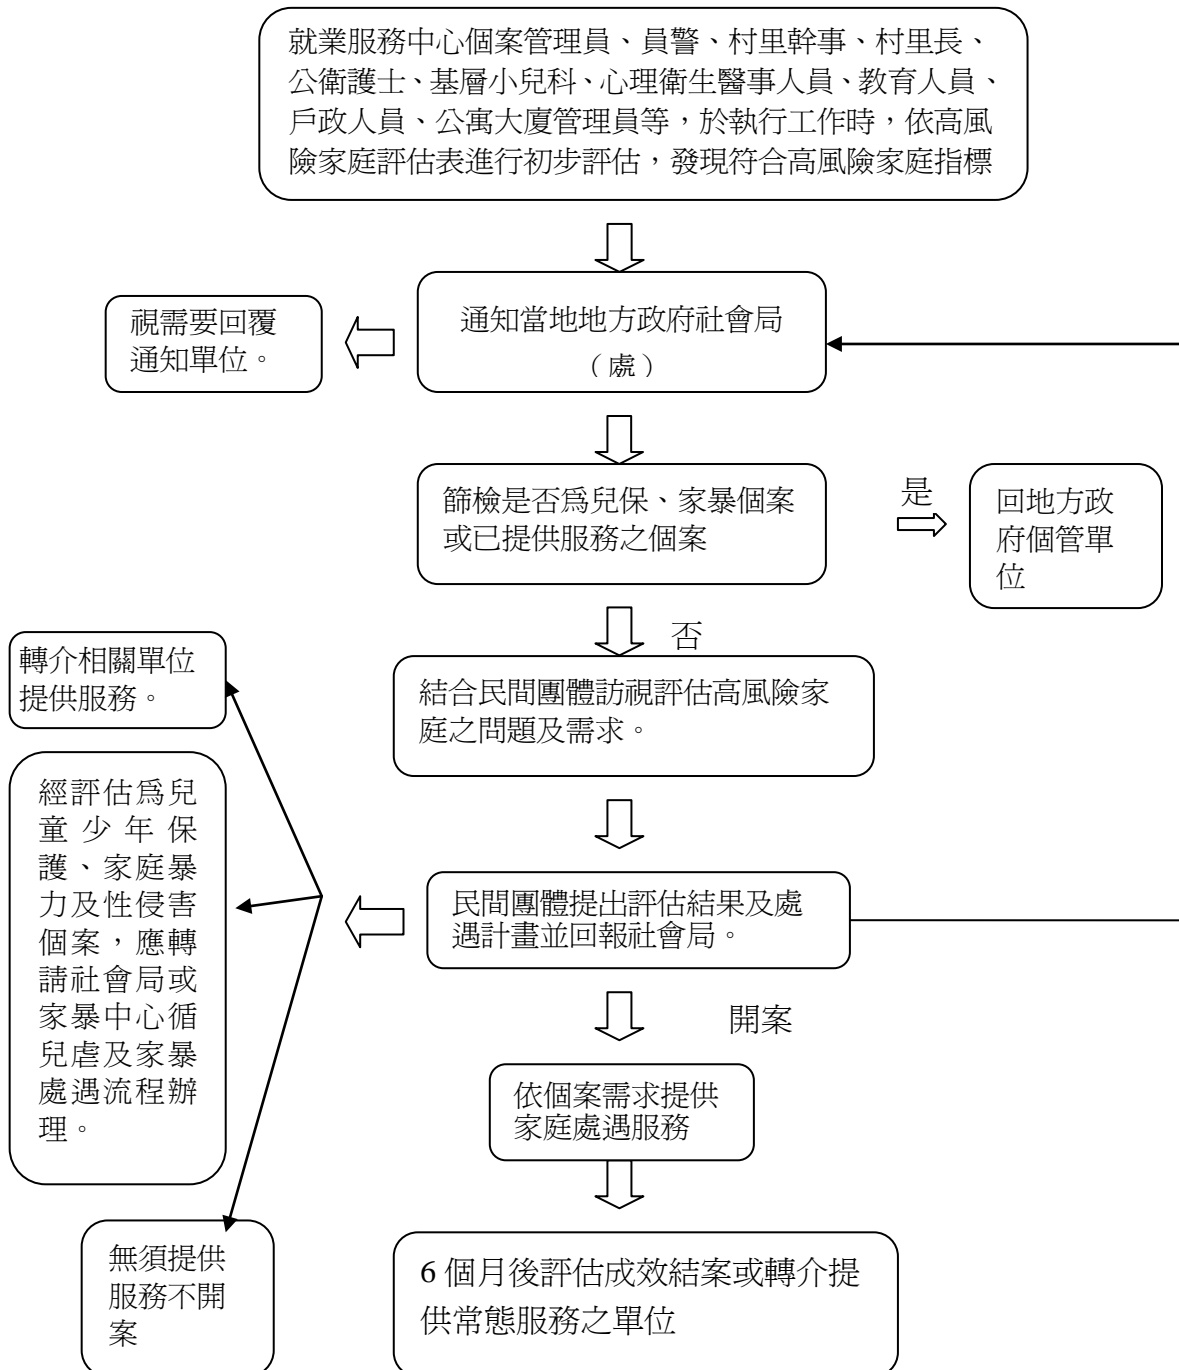 就業服務中心個案管理員、員警、村里幹事、村里長、
公衛護士、基層小兒科、心理衛生醫事人員、教育人員、
戶政人員、公寓大廈管理員等，於執行工作時，依高風
險家庭評估表進行初步評估，發現符合高風險家庭指標
視需要回覆
通知單位。
通知當地地方政府社會局
（處）
篩檢是否為兒保、家暴個案
或已提供服務之個案
是
回地方政
府個管單
位
否
結合民間團體訪視評估高風險家
庭之問題及需求。
轉介相關單位
提供服務。
經評估為兒
童少年保
護、家庭暴
力及性侵害
個案，應轉
請社會局或
家暴中心循
兒虐及家暴
處遇流程辦
理。
民間團體提出評估結果及處
遇計畫並回報社會局。
開案
依個案需求提供
家庭處遇服務
無須提供
服務不開
案
6 個月後評估成效結案或轉介提
供常態服務之單位